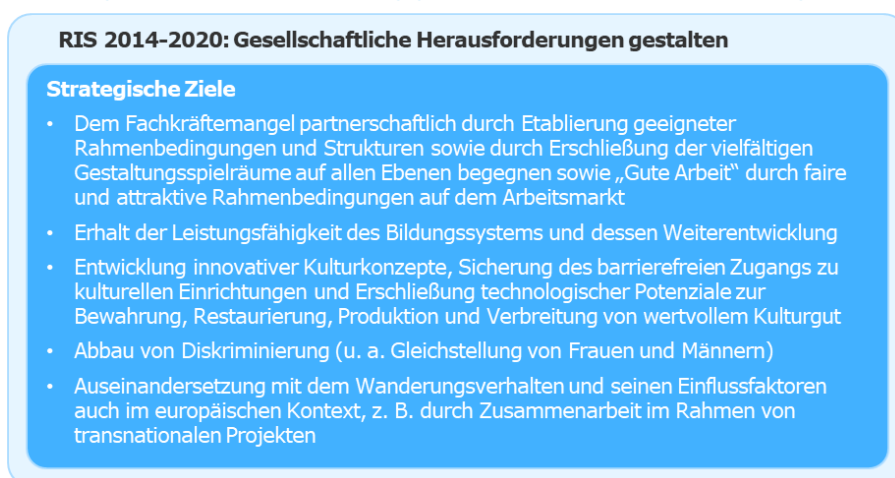 RIS 2014-2020: Gesellschaftliche Herausforderungen gestalten
Strategische Ziele
• Dem Fachkräftemangel partnerschaftlich durch Etablierung geeigneter
Rahmenbedingungen und Strukturen sowie durch Erschließung der vielfältigen
Gestaltungsspielräume auf allen Ebenen begegnen sowie „Gute Arbeit“ durch faire
und attraktive Rahmenbedingungen auf dem Arbeitsmarkt
• Erhalt der Leistungsfähigkeit des Bildungssystems und dessen Weiterentwicklung
• Entwicklung innovativer Kulturkonzepte, Sicherung des barrierefreien Zugangs zu
kulturellen Einrichtungen und Erschließung technologischer Potenziale zur
Bewahrung, Restaurierung, Produktion und Verbreitung von wertvollem Kulturgut
• Abbau von Diskriminierung (u. a. Gleichstellung von Frauen und Männern)
• Auseinandersetzung mit dem Wanderungsverhalten und seinen Einflussfaktoren
auch im europäischen Kontext, z. B. durch Zusammenarbeit im Rahmen von
transnationalen Projekten